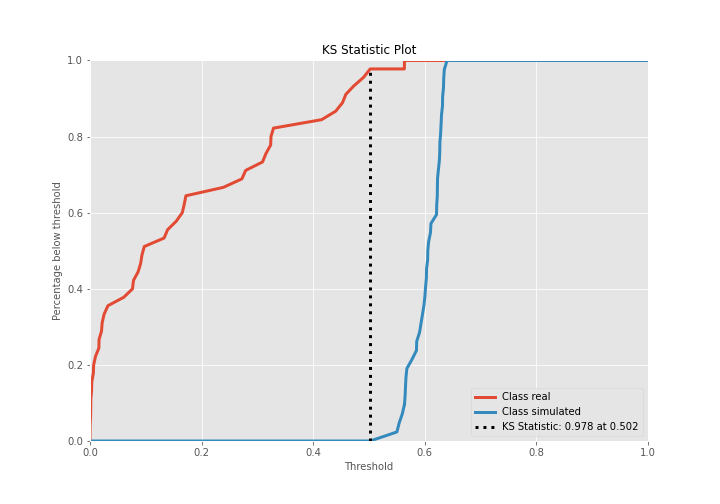 KS Statistic Plot
1.0
0.8
0.6
0.4
0.2
0.0
Percentage below threshold
0.0 0.2 0.4 0.6 0.8 1.0
Threshold
Class real
Class simulated
KS Statistic: 0.978 at 0.502